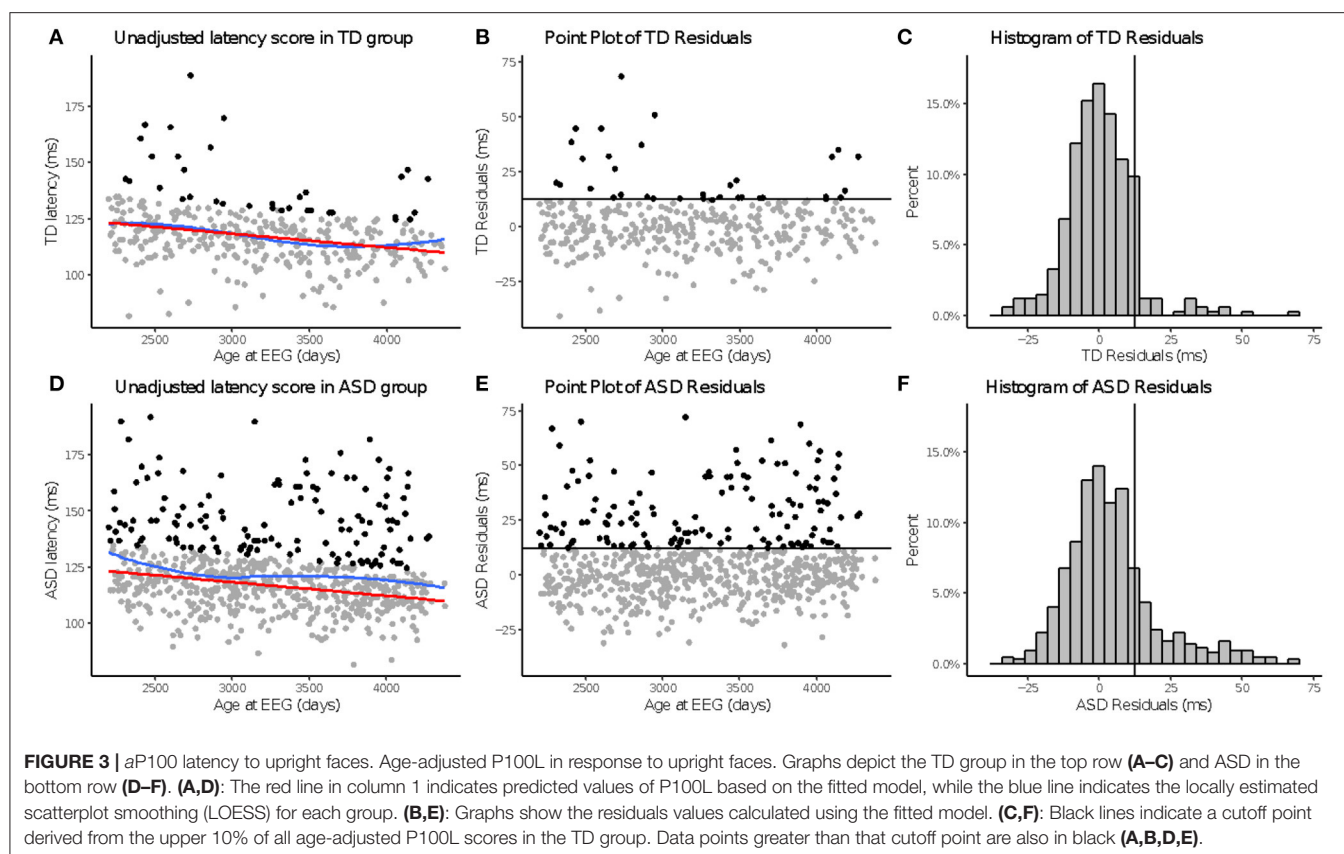 A Unadjusted latency score in TD group
TD latency (ms)
175
150
125
100
2500 3000 3500 4000
Age at EEG (days)
B Point Plot of TD Residuals
TD Residuals (ms)
75
50
25
0
-25
2500 3000 3500 4000
Age at EEG (days)
C Histogram of TD Residuals
Percent
15.0%
10.0%
5.0%
0.0%
-25 0 25 50 75
TD Residuals (ms)
D Unadjusted latency score in ASD group
ASD latency (ms)
175
150
125
100
2500 3000 3500 4000
Age at EEG (days)
E Point Plot of ASD Residuals
ASD Residuals (ms)
75
50
25
0
-25
2500 3000 3500 4000
Age at EEG (days)
F Histogram of ASD Residuals
Percent
15.0%
10.0%
5.0%
0.0%
-25 0 25 50 75
ASD Residuals (ms)
FIGURE 3 | aP100 latency to upright faces. Age-adjusted P100L in response to upright faces. Graphs depict the TD group in the top row (A–C) and ASD in the
bottom row (D–F). (A,D): The red line in column 1 indicates predicted values of P100L based on the fitted model, while the blue line indicates the locally estimated
scatterplot smoothing (LOESS) for each group. (B,E): Graphs show the residuals values calculated using the fitted model. (C,F): Black lines indicate a cutoff point
derived from the upper 10% of all age-adjusted P100L scores in the TD group. Data points greater than that cutoff point are also in black (A,B,D,E).